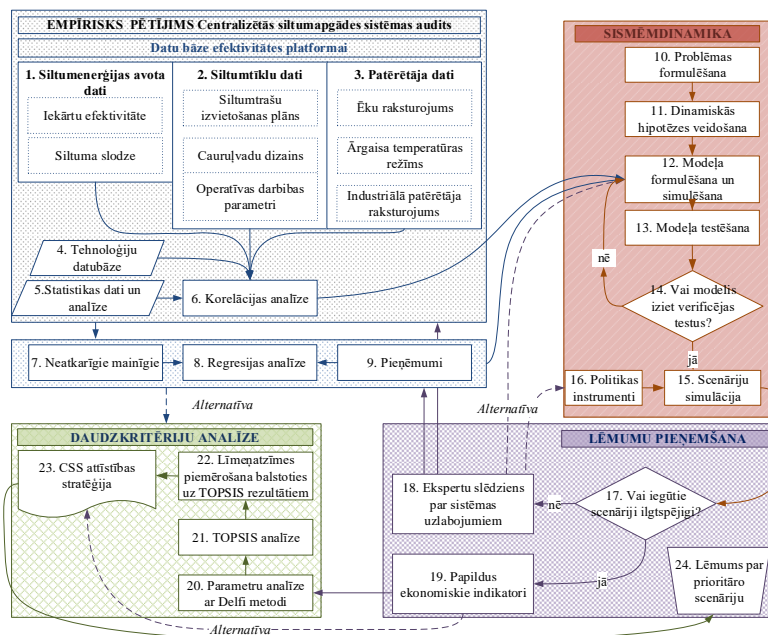 EMPĪRISKS PĒTĪJIMS Centralizētās siltumapgādes sistēmas audits
Datu bāze efektivitātes platformai
1. Siltumenerģijas avota
dati
Iekārtu efektivitāte
Siltuma slodze
2. Siltumtīklu dati
Siltumtrašu
izvietošanas plāns
Cauruļvadu dizains
Operatīvas darbības
parametri
3. Patērētāja dati
Ēku raksturojums
Ārgaisa temperatūras
režīms
Industriālā patērētāja
raksturojums
4. Tehnoloģiju
datubāze
5.Statistikas dati un
analīze
6. Korelācijas analīze
7. Neatkarīgie mainīgie
8. Regresijas analīze
9. Pieņēmumi
SISMĒMDINAMIKA
10. Problēmas
formulēšana
11. Dinamiskās
hipotēzes veidošana
12. Modeļa
formulēšana un
simulēšana
13. Modeļa testēšana
nē
14. Vai modelis
iziet verificējas
testus?
jā
16. Politikas
instrumenti
15. Scenāriju
simulācija
Alternatīva
Alternatīva
DAUDZKRITĒRIJU ANALĪZE
23. CSS attīstības
stratēģija
22. Līmeņatzīmes
piemērošana balstoties
uz TOPSIS rezultātiem
21. TOPSIS analīze
20. Parametru analīze
ar Delfi metodi
LĒMUMU PIEŅEMŠANA
18. Ekspertu slēdziens
par sistēmas
uzlabojumiem
nē
17. Vai iegūtie
scenāriji ilgtspējīgi?
jā
19. Papildus
ekonomiskie indikatori
24. Lēmums par
prioritāro
scenāriju
Alternatīva